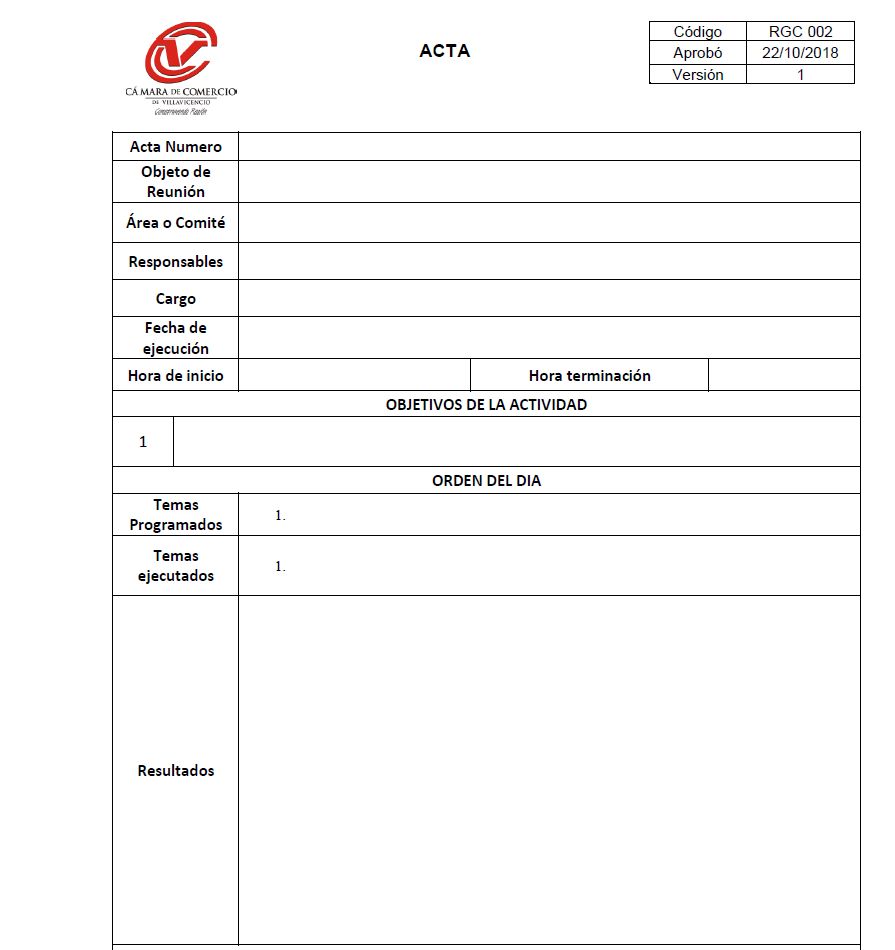 CÁMARA DE COMERCIO
DE VILLAVICENCIO
Construyendo Región
ACTA
Código RGC 002
Aprobó 22/10/2018
Versión 1
Acta Numero
Objeto de
Reunión
Área o Comité
Responsables
Cargo
Fecha de
ejecución
Hora de inicio Hora terminación
OBJETIVOS DE LA ACTIVIDAD
1
ORDEN DEL DIA
Temas
Programados
1.
Temas
ejecutados
1.
Resultados